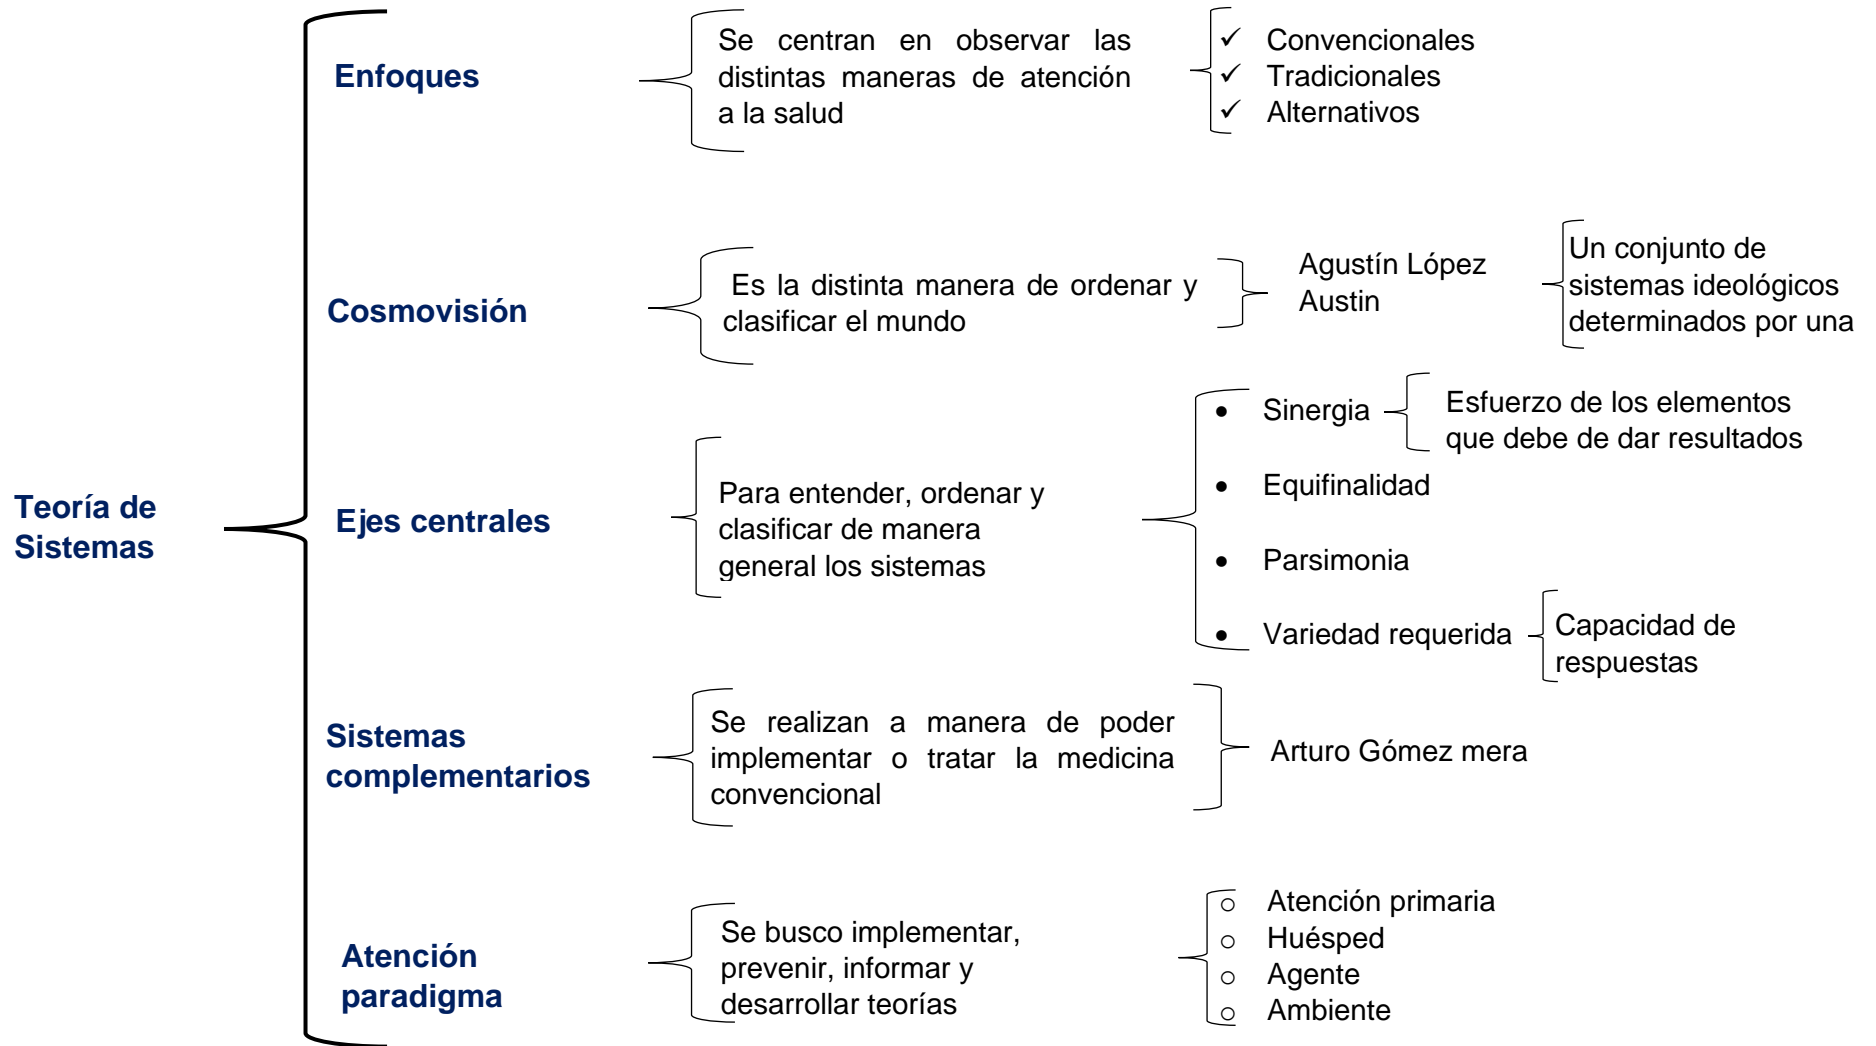 Teoría de
Sistemas
Enfoques
Se centran en observar las
distintas maneras de atención
a la salud
✓ Convencionales
✓ Tradicionales
✓ Alternativos
Cosmovisión
Es la distinta manera de ordenar y
clasificar el mundo
Agustín López
Austin
Un conjunto de
sistemas ideológicos
determinados por una
Ejes centrales
Para entender, ordenar y
clasificar de manera
general los sistemas
• Sinergia
Esfuerzo de los elementos
que debe de dar resultados
• Equifinalidad
• Parsimonia
• Variedad requerida
Capacidad de
respuestas
Sistemas
complementarios
Se realizan a manera de poder
implementar o tratar la medicina
convencional
Arturo Gómez mera
Atención
paradigma
Se busco implementar,
prevenir, informar y
desarrollar teorías
o Atención primaria
o Huésped
o Agente
o Ambiente